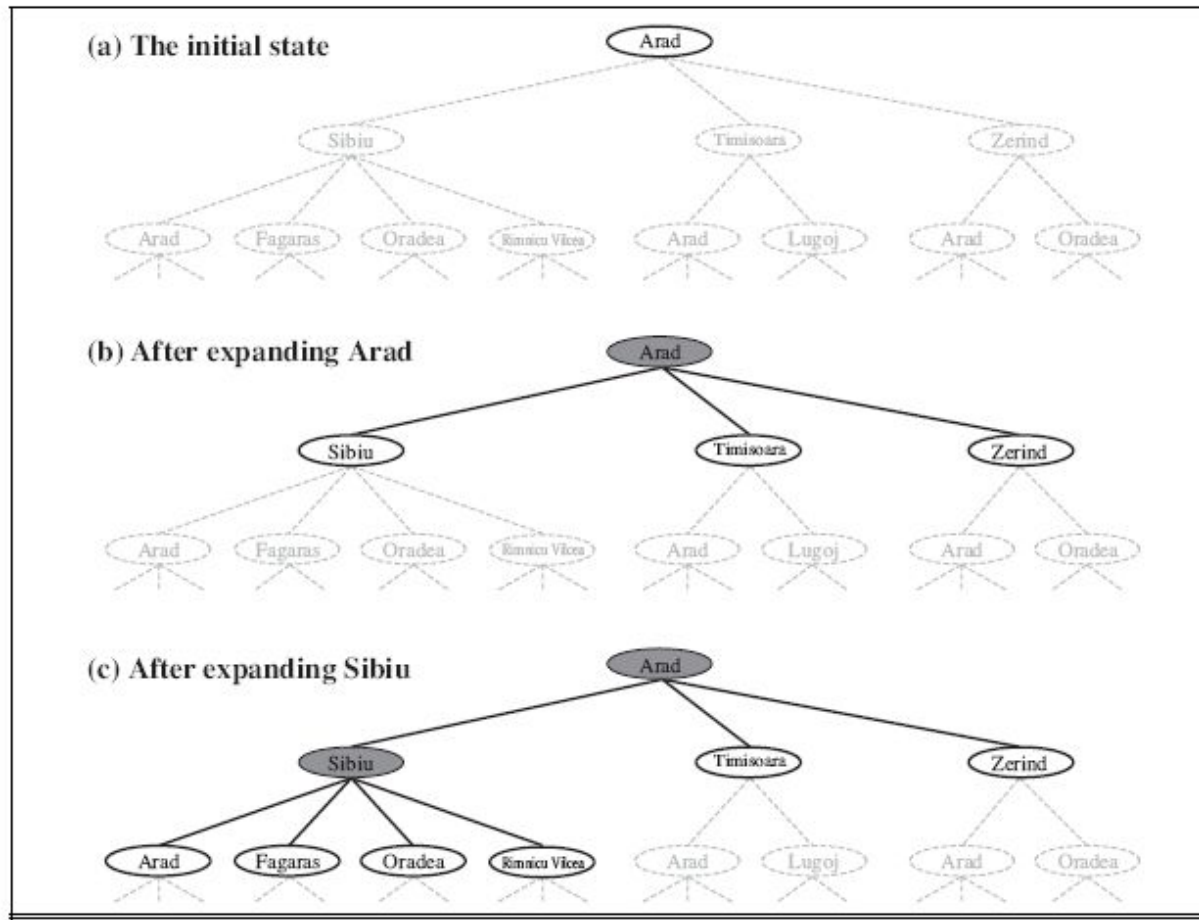 (a) The initial state
Arad
Sibiu Timisoara Zerind
Arad Fagaras Oradea Rimnicu Vilcea Arad Lugoj Arad Oradea
(b) After expanding Arad
Arad
Sibiu Timisoara Zerind
Arad Fagaras Oradea Rimnicu Vilcea Arad Lugoj Arad Oradea
(c) After expanding Sibiu
Arad
Sibiu Timisoara Zerind
Arad Fagaras Oradea Rimnicu Vilcea Arad Lugoj Arad Oradea